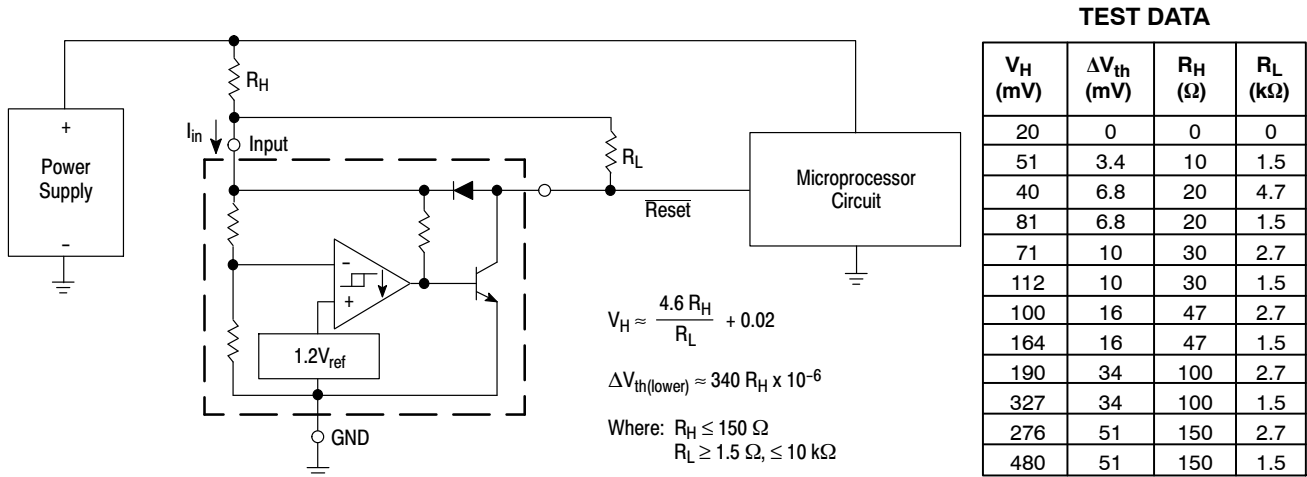 TEST DATA
V_H (mV) ΔV_th (mV) R_H (Ω) R_L (kΩ)
20 0 0 0
51 3.4 10 1.5
40 6.8 20 4.7
81 6.8 20 1.5
71 10 30 2.7
112 10 30 1.5
100 16 47 2.7
164 16 47 1.5
190 34 100 2.7
327 34 100 1.5
276 51 150 2.7
480 51 150 1.5
R_H
I_in
Input
R_L
+
Power
Supply
−
Reset
Microprocessor
Circuit
−
+
1.2V_ref
GND
V_H ≈ 4.6 R_H / R_L + 0.02
ΔV_th(lower) ≈ 340 R_H x 10⁻⁶
Where: R_H ≤ 150 Ω
R_L ≥ 1.5 Ω, ≤ 10 kΩ